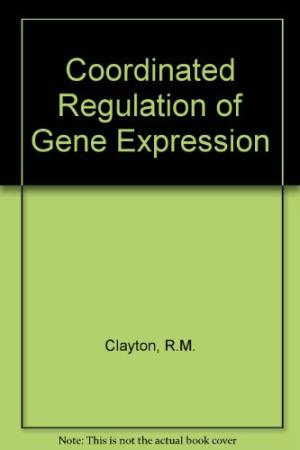 Coordinated
Regulation of
Gene Expression
Clayton, R.M.
Note: This is not the actual book cover